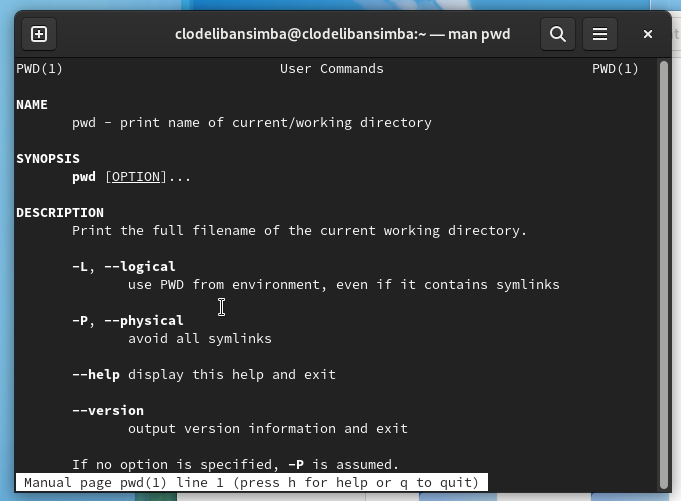 clodelibansimba@clodelibansimba:~ — man pwd
PWD(1) User Commands PWD(1)
NAME
pwd - print name of current/working directory
SYNOPSIS
pwd [OPTION]...
DESCRIPTION
Print the full filename of the current working directory.
-L, --logical
use PWD from environment, even if it contains symlinks
-P, --physical
avoid all symlinks
--help display this help and exit
--version
output version information and exit
If no option is specified, -P is assumed.
Manual page pwd(1) line 1 (press h for help or q to quit)